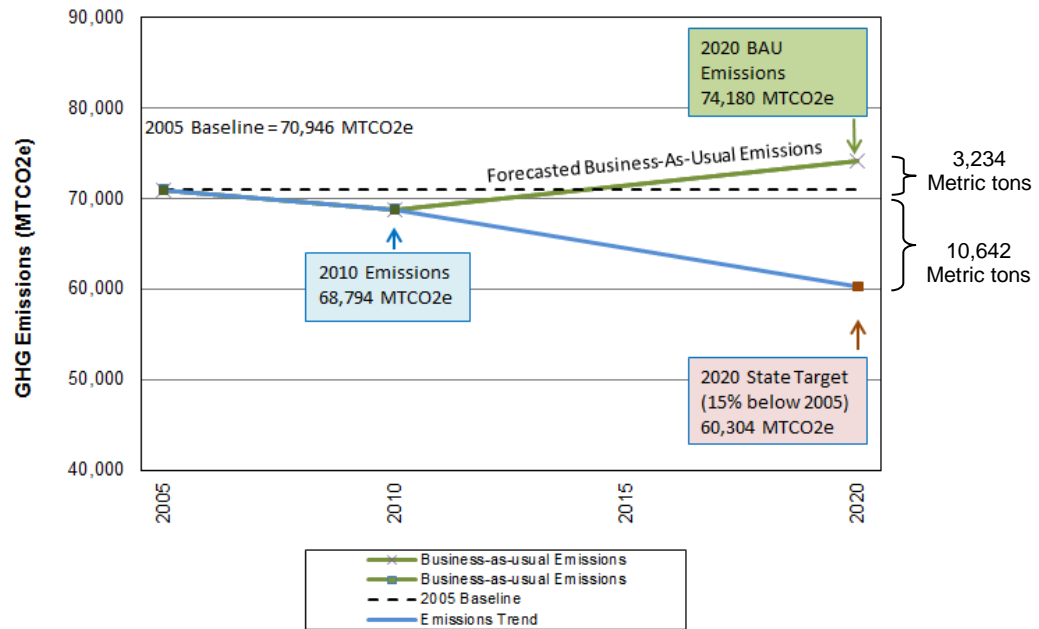 GHG Emissions (MTCO2e)
90,000
80,000
70,000
60,000
50,000
40,000
2005
2010
2015
2020
2005 Baseline = 70,946 MTCO2e
Forecasted Business-As-Usual Emissions
2020 BAU
Emissions
74,180 MTCO2e
3,234
Metric tons
10,642
Metric tons
2010 Emissions
68,794 MTCO2e
2020 State Target
(15% below 2005)
60,304 MTCO2e
Business-as-usual Emissions
Business-as-usual Emissions
2005 Baseline
Emissions Trend